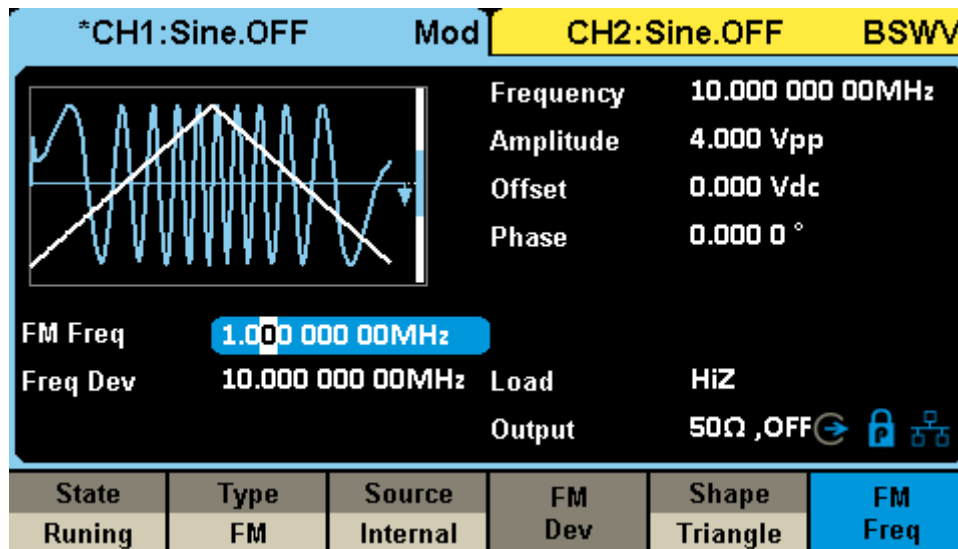 *CH1:Sine.OFF Mod CH2:Sine.OFF BSWV
Frequency 10.000 000 00MHz
Amplitude 4.000 Vpp
Offset 0.000 Vdc
Phase 0.000 0 °
FM Freq 1.000 000 00MHz
Freq Dev 10.000 000 00MHz Load HiZ
Output 50Ω ,OFF P
State Type Source FM Shape FM
Runing FM Internal Dev Triangle Freq